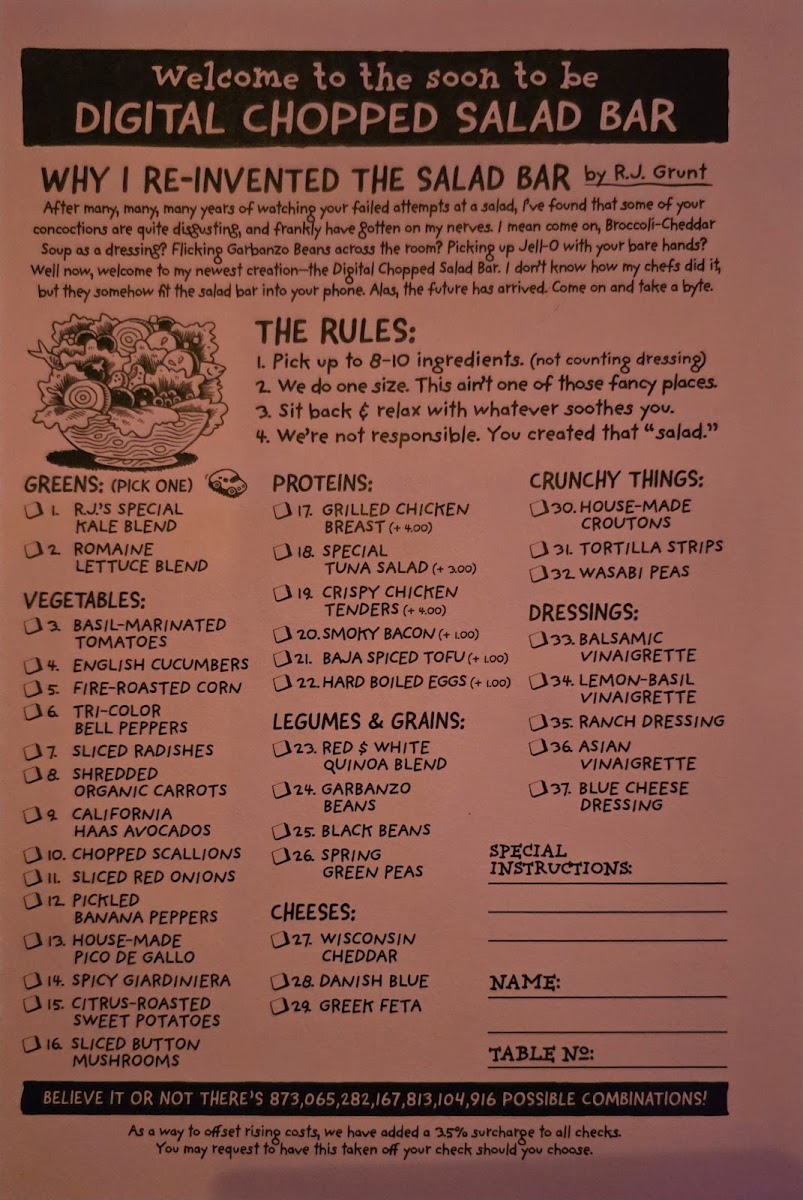 Welcome to the soon to be
DIGITAL CHOPPED SALAD BAR
WHY I RE-INVENTED THE SALAD BAR by R.J. Grunt
After many, many, many years of watching your failed attempts at a salad, I've found that some of your
concoctions are quite disgusting, and frankly have gotten on my nerves. I mean come on, Broccoli-Cheddar
Soup as a dressing? Flicking Garbanzo Beans across the room? Picking up Jell-O with your bare hands?
Well now, welcome to my newest creation—the Digital Chopped Salad Bar. I don't know how my chefs did it,
but they somehow fit the salad bar into your phone. Alas, the future has arrived. Come on and take a byte.
THE RULES:
1. Pick up to 8-10 ingredients. (not counting dressing)
2. We do one size. This ain't one of those fancy places.
3. Sit back & relax with whatever soothes you.
4. We're not responsible. You created that "salad."
GREENS: (PICK ONE)
1. R.J.'S SPECIAL
KALE BLEND
2. ROMAINE
LETTUCE BLEND
VEGETABLES:
3. BASIL-MARINATED
TOMATOES
4. ENGLISH CUCUMBERS
5. FIRE-ROASTED CORN
6. TRI-COLOR
BELL PEPPERS
7. SLICED RADISHES
8. SHREDDED
ORGANIC CARROTS
9. CALIFORNIA
HAAS AVOCADOS
10. CHOPPED SCALLIONS
11. SLICED RED ONIONS
12. PICKLED
BANANA PEPPERS
13. HOUSE-MADE
PICO DE GALLO
14. SPICY GIARDINIERA
15. CITRUS-ROASTED
SWEET POTATOES
16. SLICED BUTTON
MUSHROOMS
PROTEINS:
17. GRILLED CHICKEN
BREAST (+ 4.00)
18. SPECIAL
TUNA SALAD (+ 3.00)
19. CRISPY CHICKEN
TENDERS (+ 4.00)
20. SMOKY BACON (+ 1.00)
21. BAJA SPICED TOFU (+ 1.00)
22. HARD BOILED EGGS (+ 1.00)
LEGUMES & GRAINS:
23. RED & WHITE
QUINOA BLEND
24. GARBANZO
BEANS
25. BLACK BEANS
26. SPRING
GREEN PEAS
CHEESES:
27. WISCONSIN
CHEDDAR
28. DANISH BLUE
29. GREEK FETA
CRUNCHY THINGS:
30. HOUSE-MADE
CROUTONS
31. TORTILLA STRIPS
32 WASABI PEAS
DRESSINGS:
33. BALSAMIC
VINAIGRETTE
34. LEMON-BASIL
VINAIGRETTE
35. RANCH DRESSING
36. ASIAN
VINAIGRETTE
37. BLUE CHEESE
DRESSING
SPECIAL
INSTRUCTIONS:
NAME:
TABLE No:
BELIEVE IT OR NOT THERE'S 873,065,282,167,813,104,916 POSSIBLE COMBINATIONS!
As a way to offset rising costs, we have added a 3.5% surcharge to all checks.
You may request to have this taken off your check should you choose.